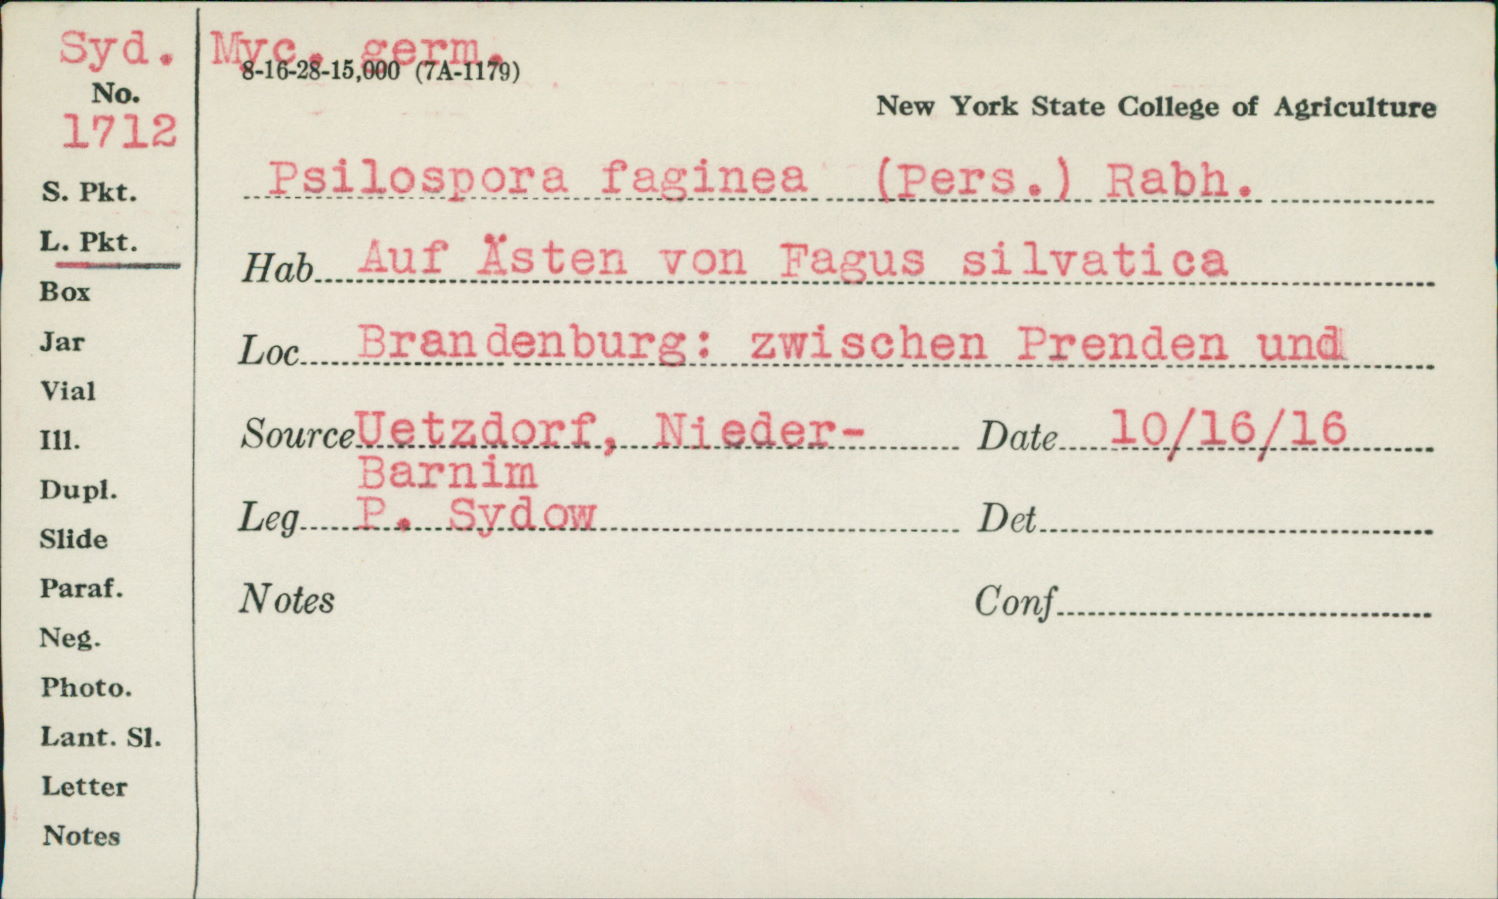 Syd. Myc. germ.
8-16-28-15,000 (7A-1179)
No.
1712
New York State College of Agriculture
S. Pkt.
Psilospora faginea (Pers.) Rabh.
L. Pkt.
Hab Auf Ästen von Fagus silvatica
Box
Jar
Loc Brandenburg: zwischen Prenden und
Vial
Ill.
Source Uetzdorf, Nieder- Date 10/16/16
Barnim
Dupl.
Leg P. Sydow Det
Slide
Paraf.
Notes Conf
Neg.
Photo.
Lant. Sl.
Letter
Notes